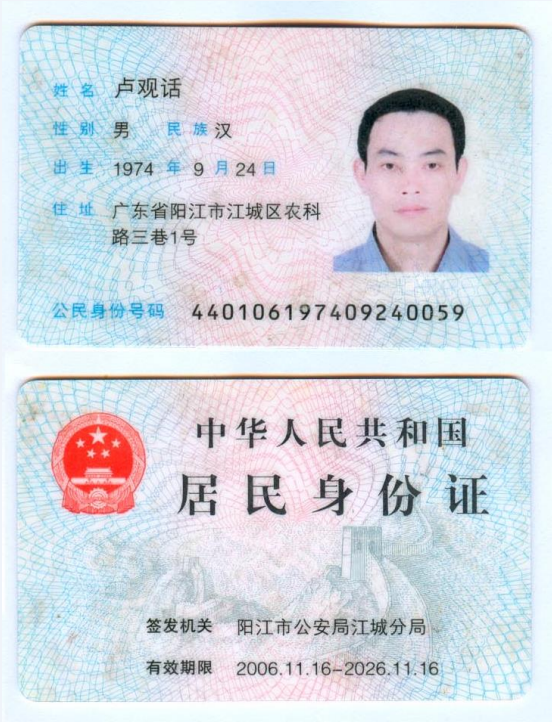 姓名 卢观话
性别 男 民族 汉
出生 1974 年 9 月 24 日
住址 广东省阳江市江城区农科
路三巷1号
公民身份号码 440106197409240059
中华人民共和国
居民身份证
签发机关 阳江市公安局江城分局
有效期限 2006.11.16-2026.11.16